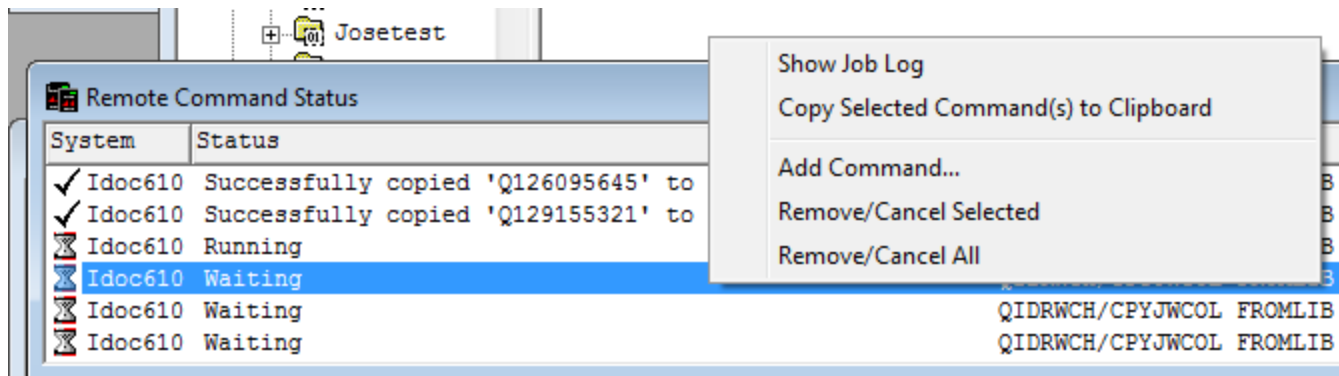 Josetest
Remote Command Status
System Status
Idoc610 Successfully copied 'Q126095645' to
Idoc610 Successfully copied 'Q129155321' to
Idoc610 Running
Idoc610 Waiting
Idoc610 Waiting QIDRWCH/CPYJWCOL FROMLIB
Idoc610 Waiting QIDRWCH/CPYJWCOL FROMLIB
Show Job Log
Copy Selected Command(s) to Clipboard
Add Command...
Remove/Cancel Selected
Remove/Cancel All